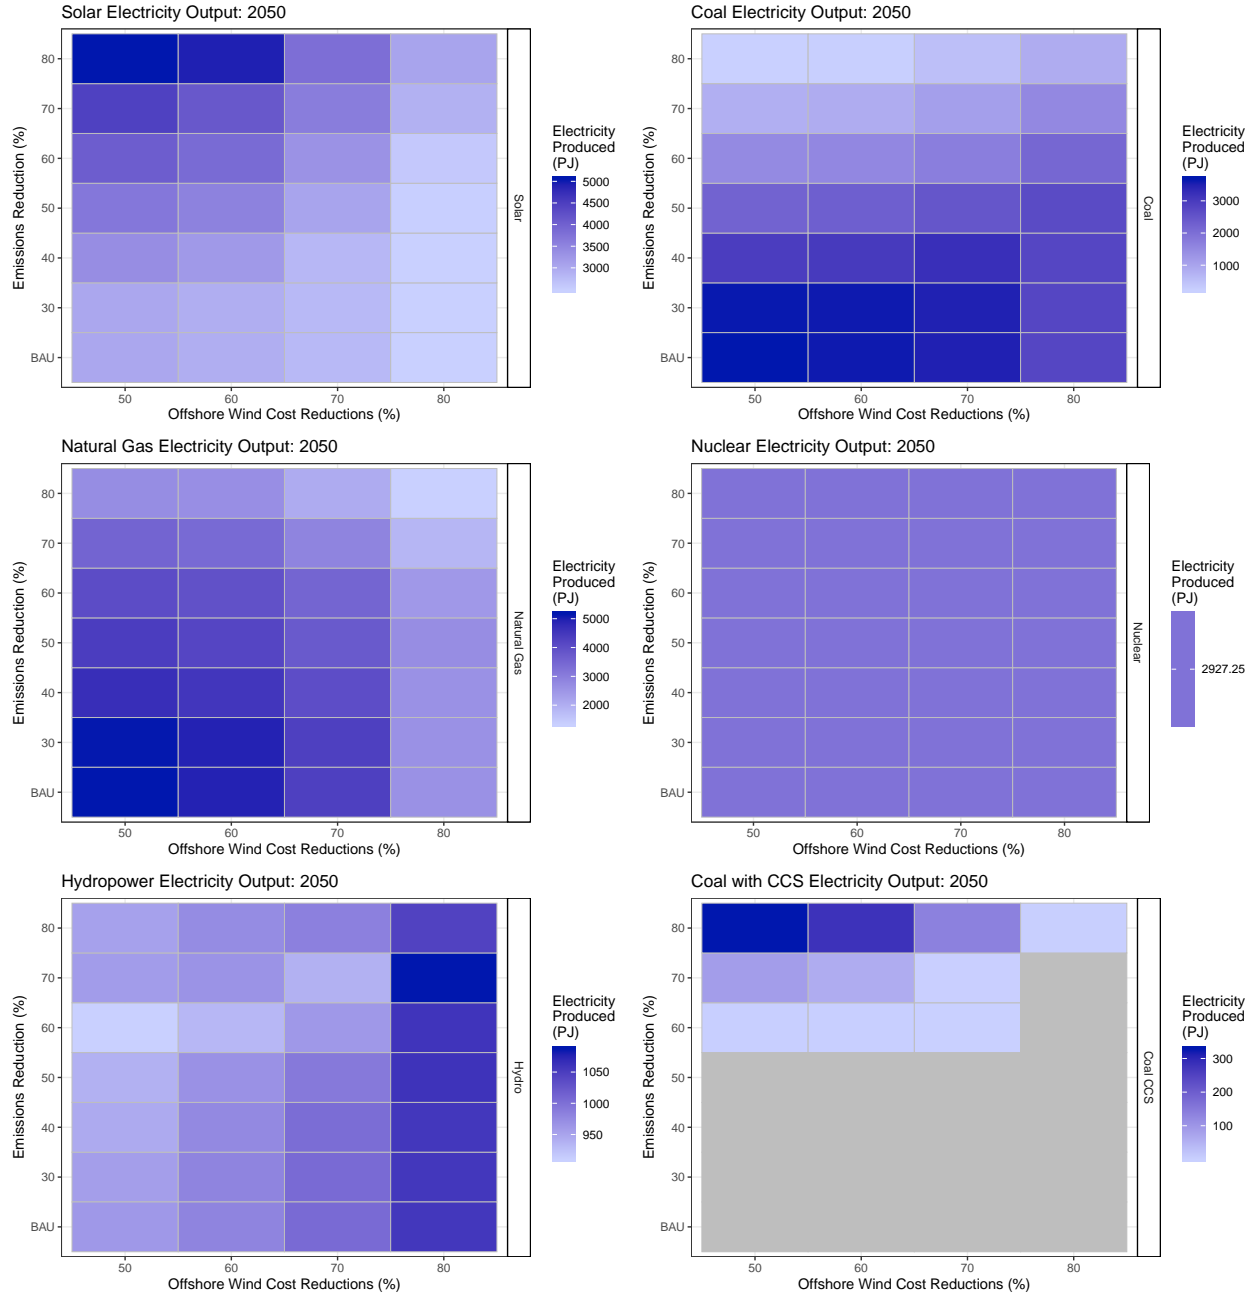 Solar Electricity Output: 2050
Emissions Reduction (%)
80
70
60
50
40
30
BAU
50
60
70
80
Offshore Wind Cost Reductions (%)
Solar
Electricity
Produced
(PJ)
5000
4500
4000
3500
3000
Coal Electricity Output: 2050
Emissions Reduction (%)
80
70
60
50
40
30
BAU
50
60
70
80
Offshore Wind Cost Reductions (%)
Coal
Electricity
Produced
(PJ)
3000
2000
1000
Natural Gas Electricity Output: 2050
Emissions Reduction (%)
80
70
60
50
40
30
BAU
50
60
70
80
Offshore Wind Cost Reductions (%)
Natural Gas
Electricity
Produced
(PJ)
5000
4000
3000
2000
Nuclear Electricity Output: 2050
Emissions Reduction (%)
80
70
60
50
40
30
BAU
50
60
70
80
Offshore Wind Cost Reductions (%)
Nuclear
Electricity
Produced
(PJ)
2927.25
Hydropower Electricity Output: 2050
Emissions Reduction (%)
80
70
60
50
40
30
BAU
50
60
70
80
Offshore Wind Cost Reductions (%)
Hydro
Electricity
Produced
(PJ)
1050
1000
950
Coal with CCS Electricity Output: 2050
Emissions Reduction (%)
80
70
60
50
40
30
BAU
50
60
70
80
Offshore Wind Cost Reductions (%)
Coal CCS
Electricity
Produced
(PJ)
300
200
100